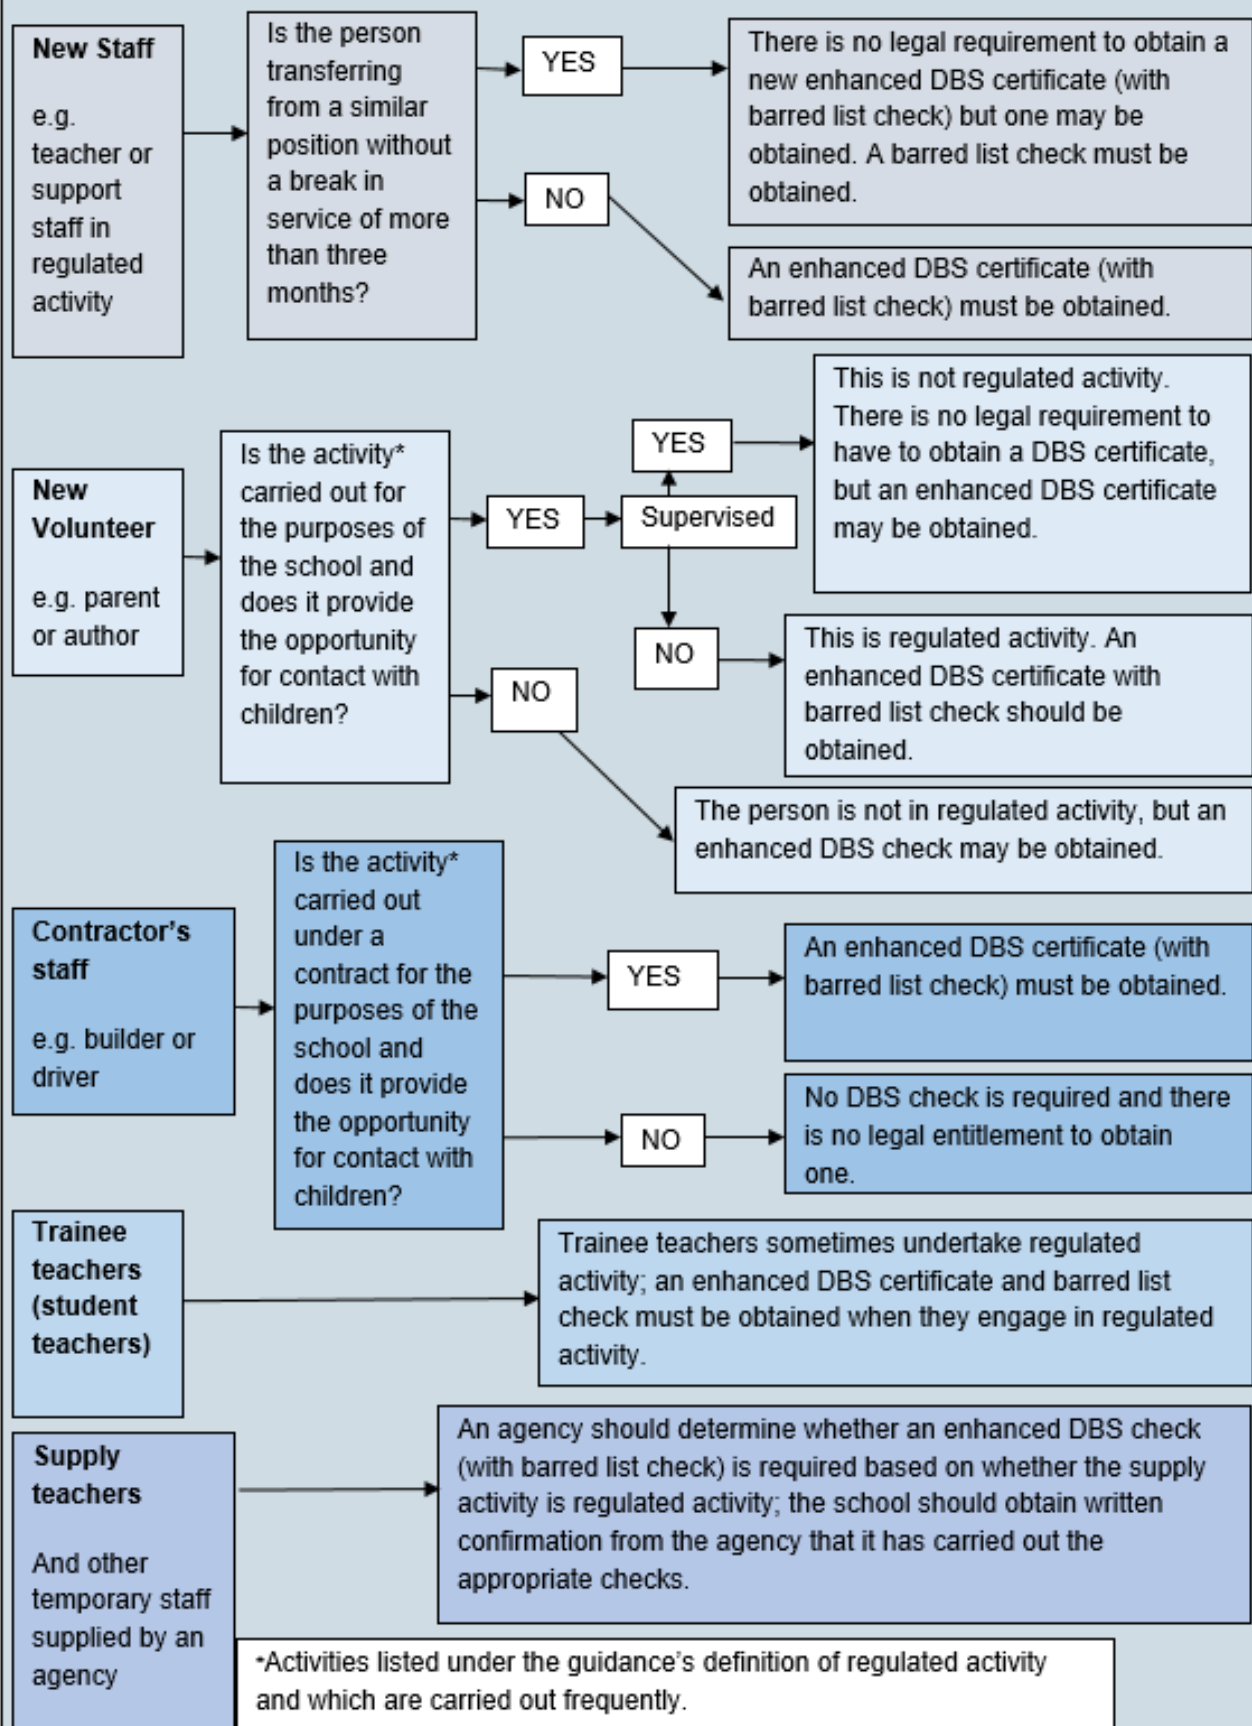 New Staff
e.g.
teacher or
support
staff in
regulated
activity
Is the person
transferring
from a similar
position without
a break in
service of more
than three
months?
YES
There is no legal requirement to obtain a
new enhanced DBS certificate (with
barred list check) but one may be
obtained. A barred list check must be
obtained.
NO
An enhanced DBS certificate (with
barred list check) must be obtained.
New
Volunteer
e.g. parent
or author
Is the activity*
carried out for
the purposes of
the school and
does it provide
the opportunity
for contact with
children?
YES
Supervised
YES
This is not regulated activity.
There is no legal requirement to
have to obtain a DBS certificate,
but an enhanced DBS certificate
may be obtained.
NO
This is regulated activity. An
enhanced DBS certificate with
barred list check should be
obtained.
NO
The person is not in regulated activity, but an
enhanced DBS check may be obtained.
Contractor's
staff
e.g. builder or
driver
Is the activity*
carried out
under a
contract for the
purposes of the
school and
does it provide
the opportunity
for contact with
children?
YES
An enhanced DBS certificate (with
barred list check) must be obtained.
NO
No DBS check is required and there
is no legal entitlement to obtain
one.
Trainee
teachers
(student
teachers)
Trainee teachers sometimes undertake regulated
activity; an enhanced DBS certificate and barred list
check must be obtained when they engage in regulated
activity.
Supply
teachers
And other
temporary staff
supplied by an
agency
An agency should determine whether an enhanced DBS check
(with barred list check) is required based on whether the supply
activity is regulated activity; the school should obtain written
confirmation from the agency that it has carried out the
appropriate checks.
*Activities listed under the guidance's definition of regulated activity
and which are carried out frequently.